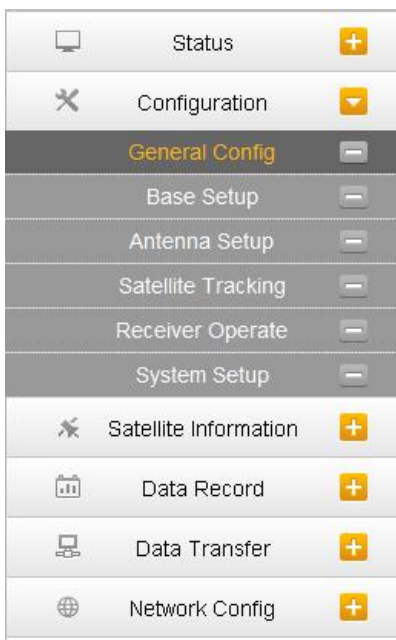 Status
Configuration
General Config
Base Setup
Antenna Setup
Satellite Tracking
Receiver Operate
System Setup
Satellite Information
Data Record
Data Transfer
Network Config